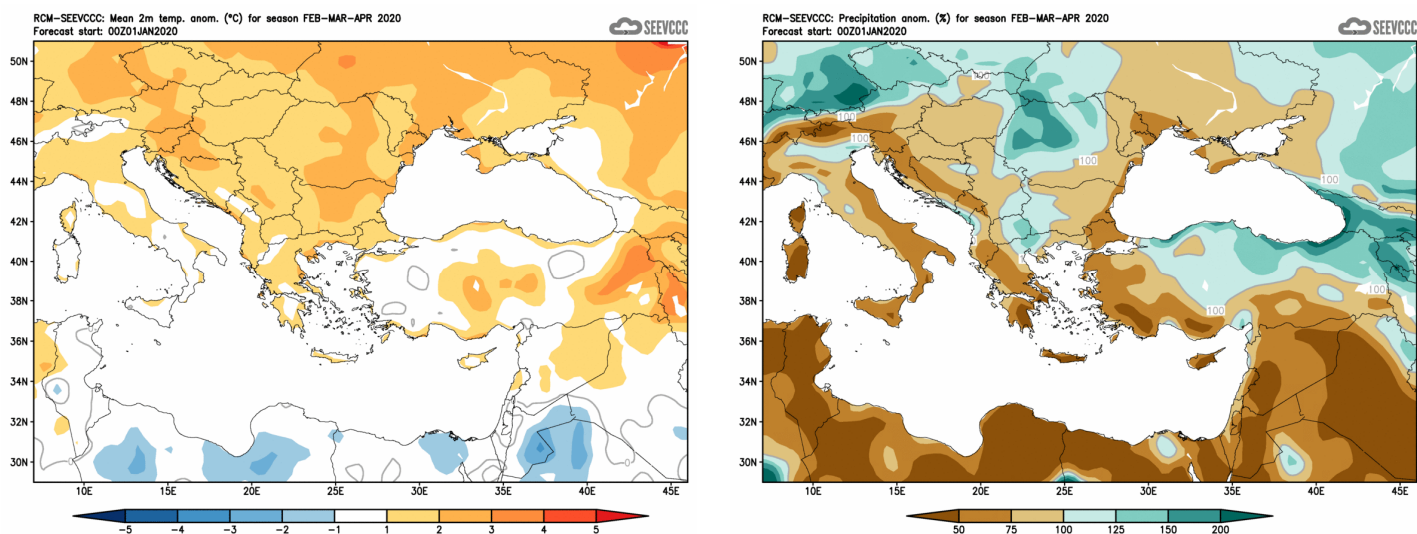 RCM-SEEVCCC: Mean 2m temp. anom. (°C) for season FEB-MAR-APR 2020
Forecast start: 00Z01JAN2020
SEEVCCC
50N
48N
46N
44N
42N
40N
38N
36N
34N
32N
30N
0
0
10E 15E 20E 25E 30E 35E 40E 45E
-5 -4 -3 -2 -1 1 2 3 4 5
RCM-SEEVCCC: Precipitation anom. (%) for season FEB-MAR-APR 2020
Forecast start: 00Z01JAN2020
SEEVCCC
50N
100
48N
100
46N
100
100
44N
100
42N
40N
100
38N
100
36N
34N
32N
30N
10E 15E 20E 25E 30E 35E 40E 45E
50 75 100 125 150 200